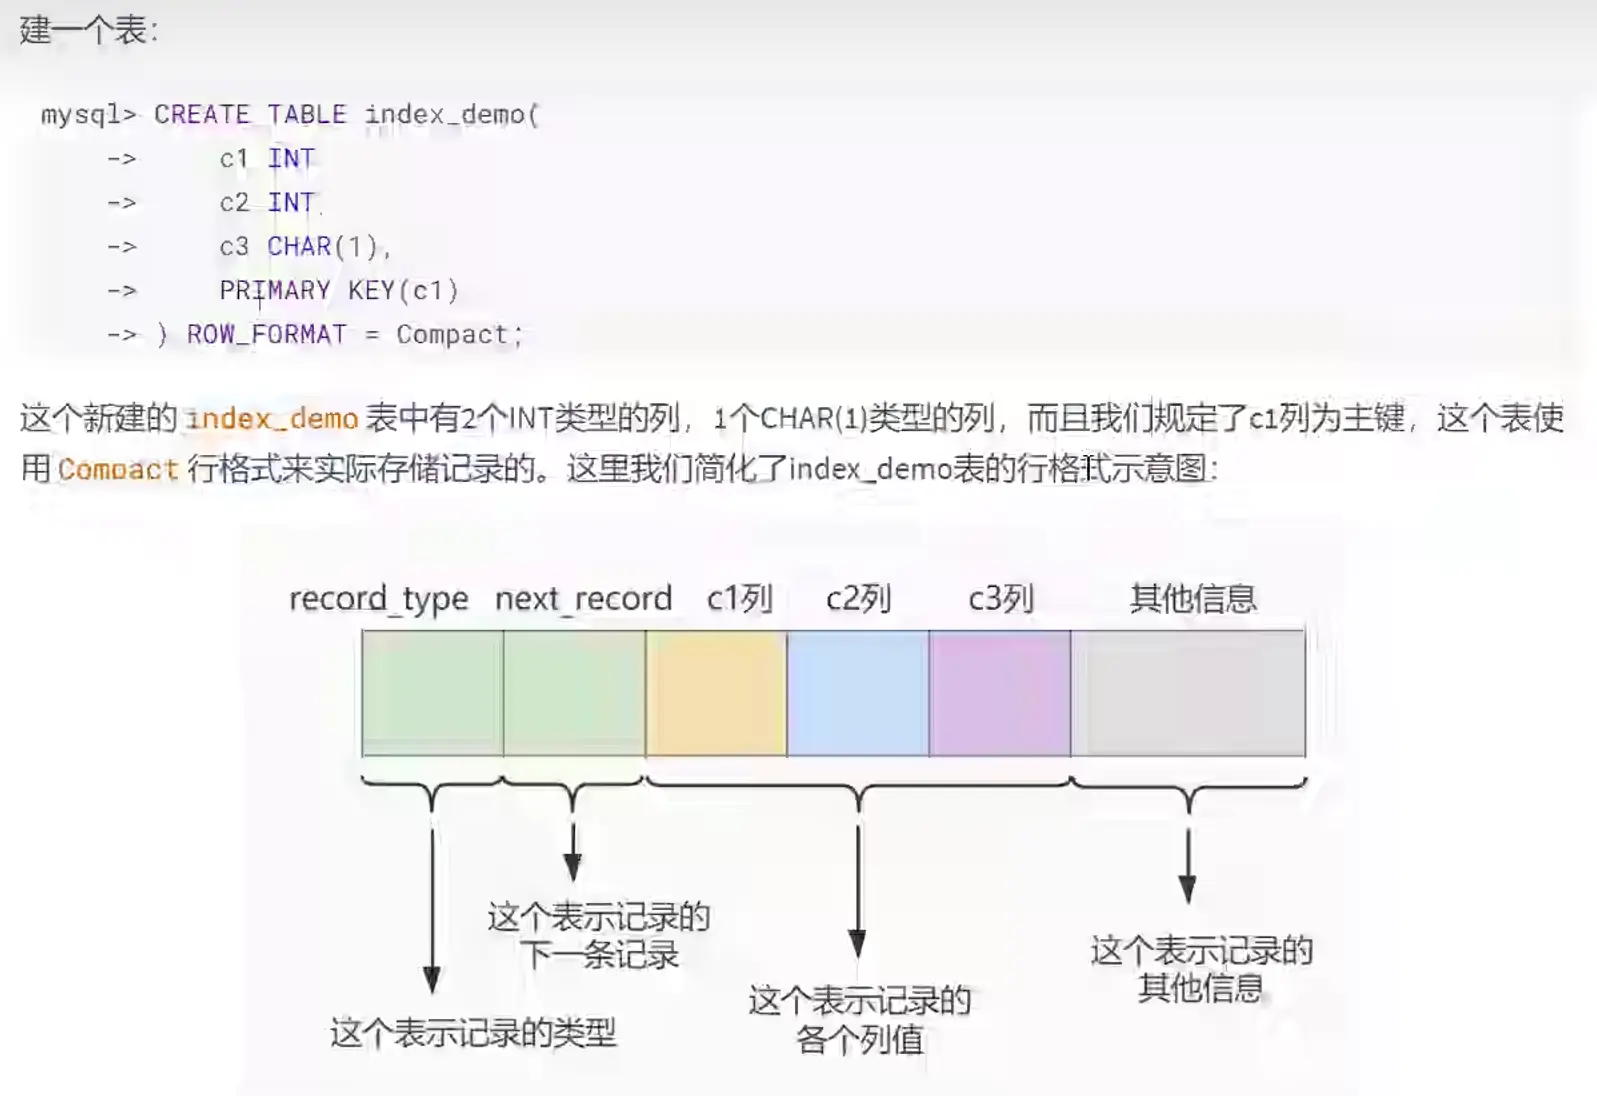 建一个表：
mysql> CREATE TABLE index_demo(
-> c1 INT
-> c2 INT
-> c3 CHAR(1),
-> PRIMARY KEY(c1)
-> ) ROW_FORMAT = Compact;
这个新建的 index_demo 表中有2个INT类型的列，1个CHAR(1)类型的列，而且我们规定了c1列为主键，这个表使
用 Compact 行格式来实际存储记录的。这里我们简化了index_demo表的行格式示意图：
record_type next_record c1列 c2列 c3列 其他信息
这个表示记录的
下一条记录
这个表示记录的
其他信息
这个表示记录的
各个列值
这个表示记录的类型